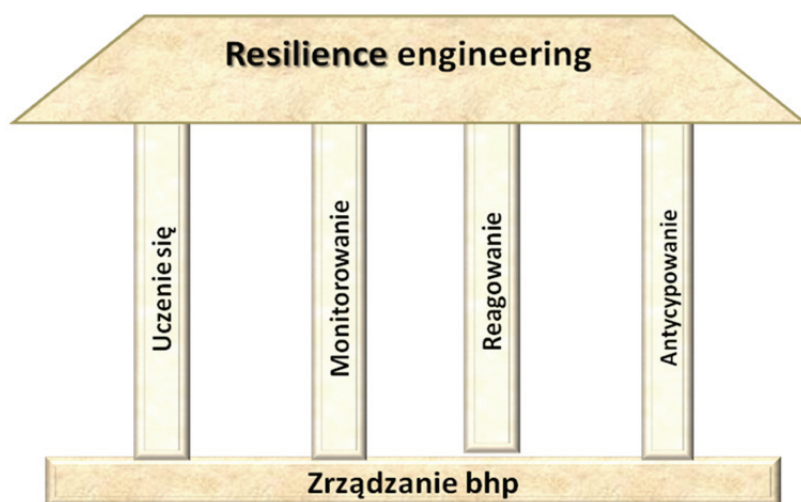 Resilience engineering
Uczenie się
Monitorowanie
Reagowanie
Antycypowanie
Zrządzanie bhp